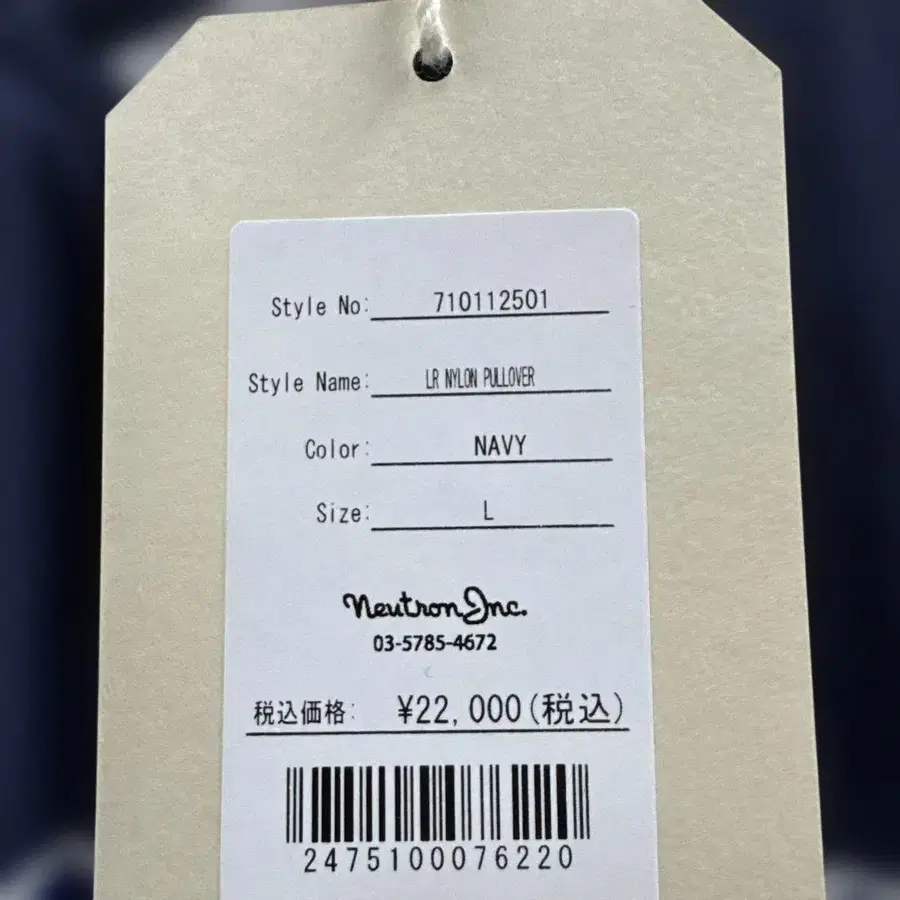 Style No: 710112501
Style Name: LR NYLON PULLOVER
Color: NAVY
Size: L
Neutron Inc.
03-5785-4672
税込価格: ¥22,000(税込)
2475100076220